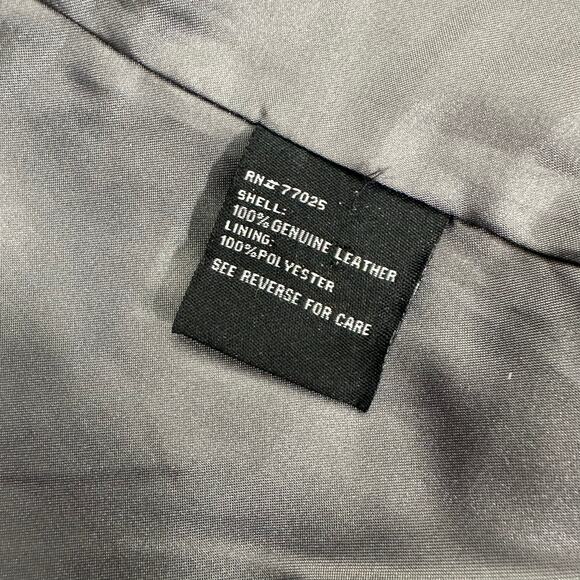 RN# 77025
SHELL:
100% GENUINE LEATHER
LINING:
100% POLYESTER
SEE REVERSE FOR CARE